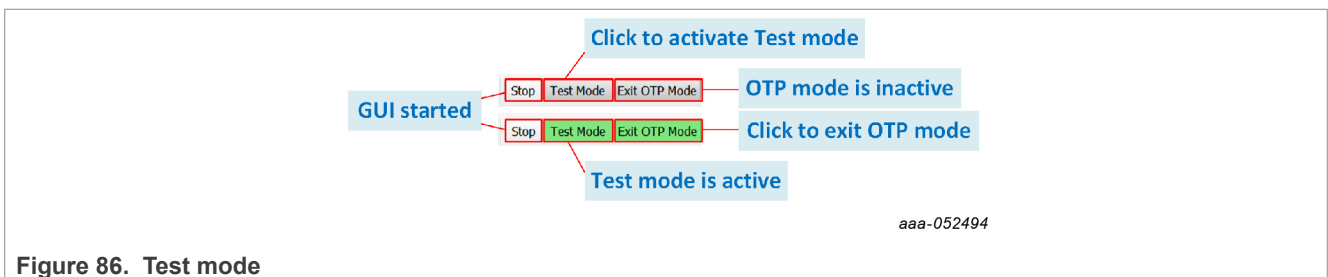 Click to activate Test mode
Stop Test Mode Exit OTP Mode
OTP mode is inactive
GUI started
Stop Test Mode Exit OTP Mode
Click to exit OTP mode
Test mode is active
aaa-052494
Figure 86. Test mode